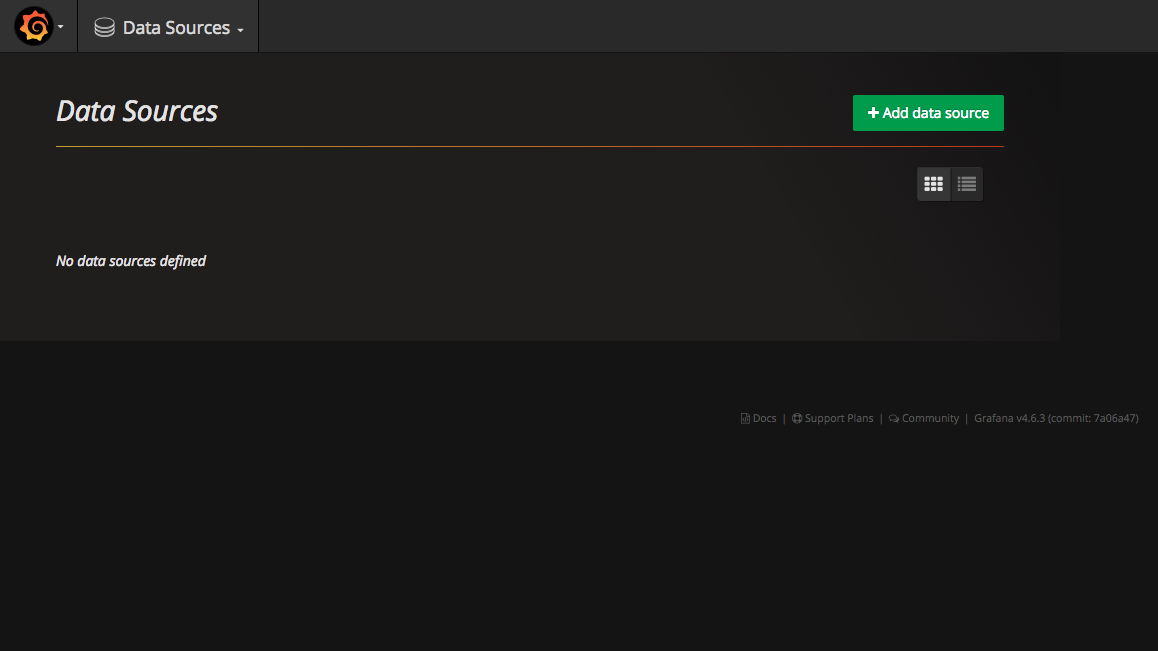 Data Sources
Data Sources
Add data source
No data sources defined
Docs | Support Plans | Community | Grafana v4.6.3 (commit: 7a06a47)